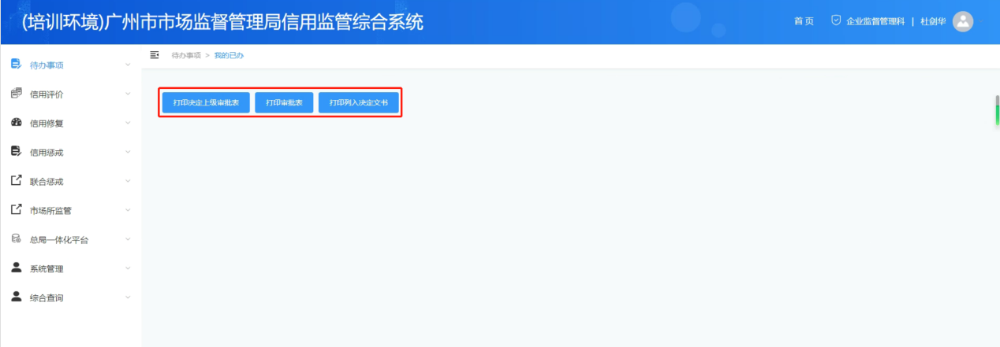 (培训环境)广州市市场监督管理局信用监管综合系统
首页 企业监督管理科 | 杜剑华
待办事项 > 我的已办
打印决定上级审批表 打印审批表 打印列入决定文书
待办事项
信用评价
信用修复
信用惩戒
联合惩戒
市场所监管
总局一体化平台
系统管理
综合查询